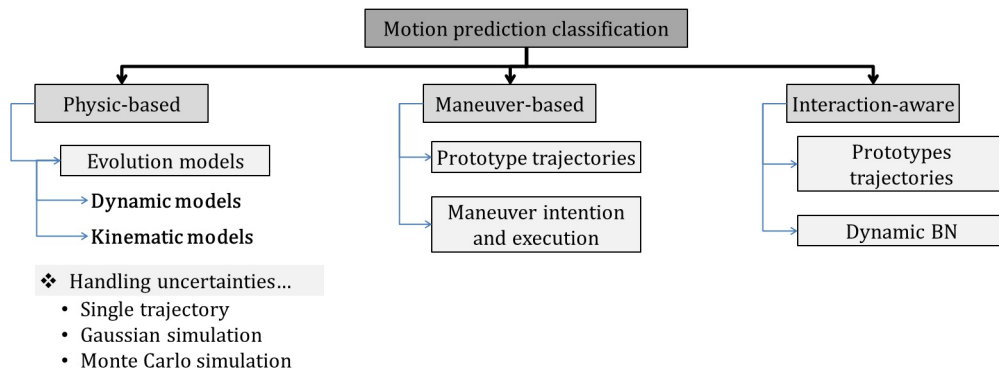 Motion prediction classification
Physic-based
Maneuver-based
Interaction-aware
Evolution models
Dynamic models
Kinematic models
❖ Handling uncertainties…
• Single trajectory
• Gaussian simulation
• Monte Carlo simulation
Prototype trajectories
Maneuver intention
and execution
Prototypes
trajectories
Dynamic BN